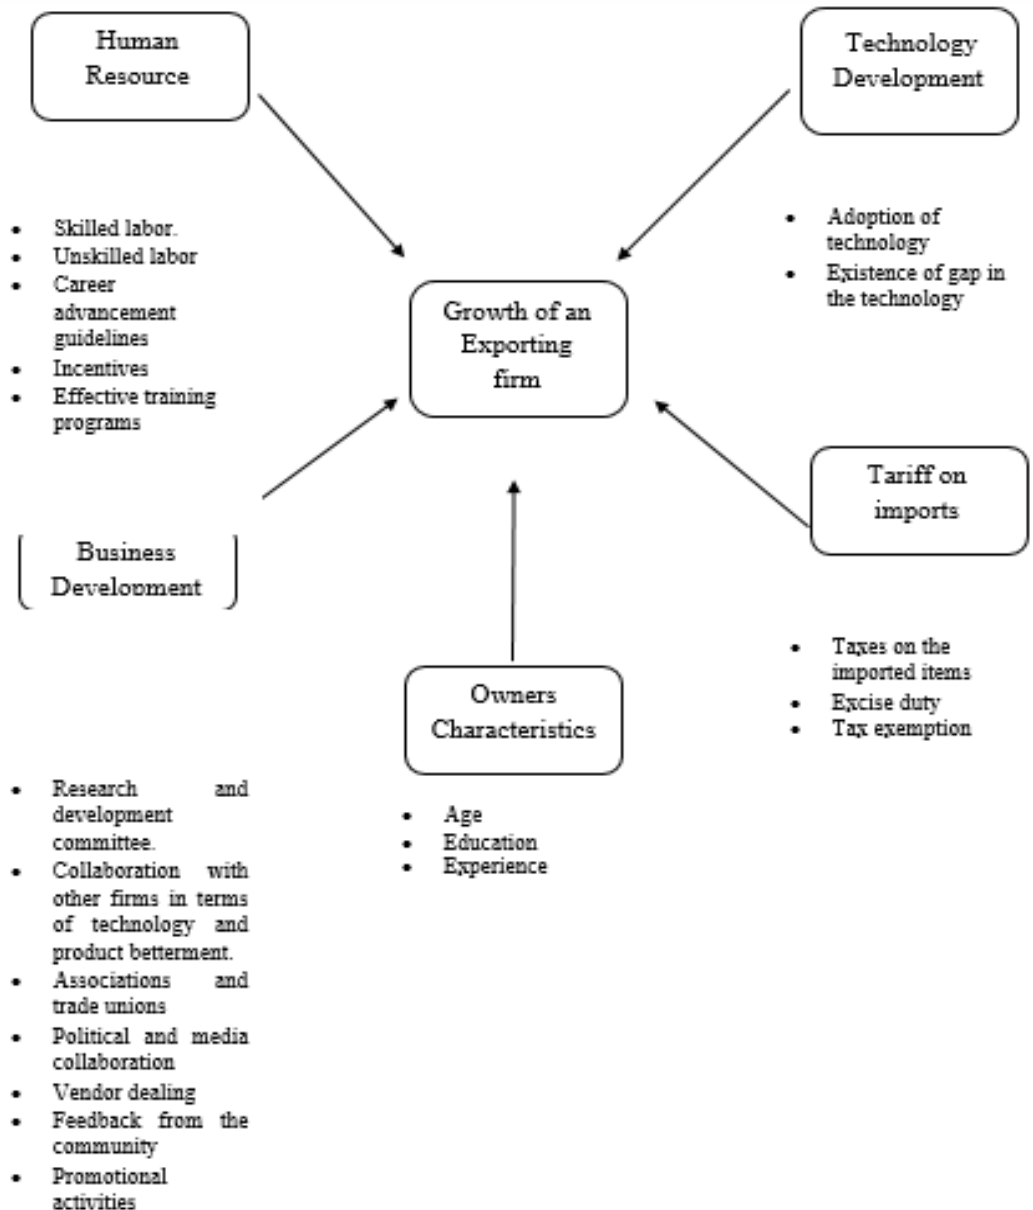 Human
Resource
Technology
Development
• Skilled labor.
• Unskilled labor
• Career
advancement
guidelines
• Incentives
• Effective training
programs
• Adoption of
technology
• Existence of gap in
the technology
Growth of an
Exporting
firm
Tariff on
imports
Business
Development
• Taxes on the
imported items
• Excise duty
• Tax exemption
Owners
Characteristics
• Age
• Education
• Experience
• Research and
development
committee.
• Collaboration with
other firms in terms
of technology and
product betterment.
• Associations and
trade unions
• Political and media
collaboration
• Vendor dealing
• Feedback from the
community
• Promotional
activities